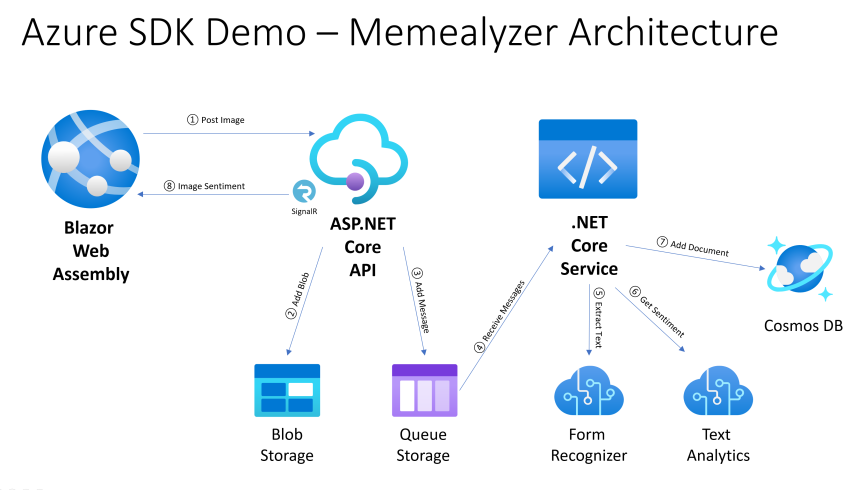 Azure SDK Demo – Memealyzer Architecture
① Post Image
⑧ Image Sentiment
SignalR
Blazor
Web
Assembly
ASP.NET
Core
API
② Add Blob
③ Add Message
④ Receive Messages
.NET
Core
Service
⑦ Add Document
⑤ Extract Text
⑥ Get Sentiment
Cosmos DB
Blob
Storage
Queue
Storage
Form
Recognizer
Text
Analytics